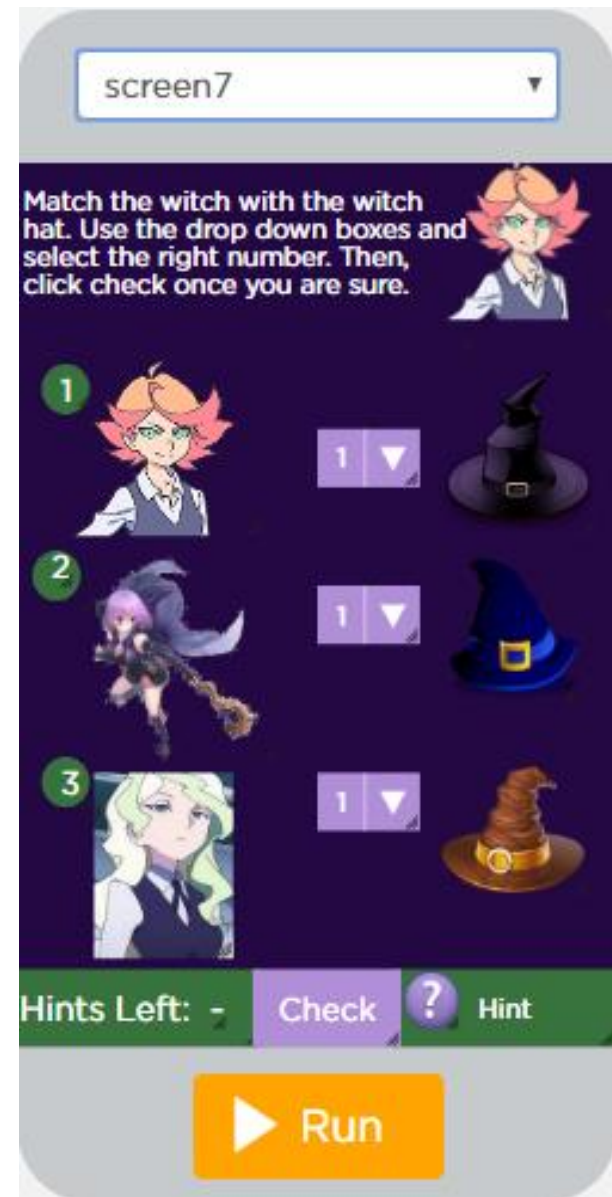 screen7
Match the witch with the witch
hat. Use the drop down boxes and
select the right number. Then,
click check once you are sure.
1
1
2
1
3
1
Hints Left: -
Check
?
Hint
Run